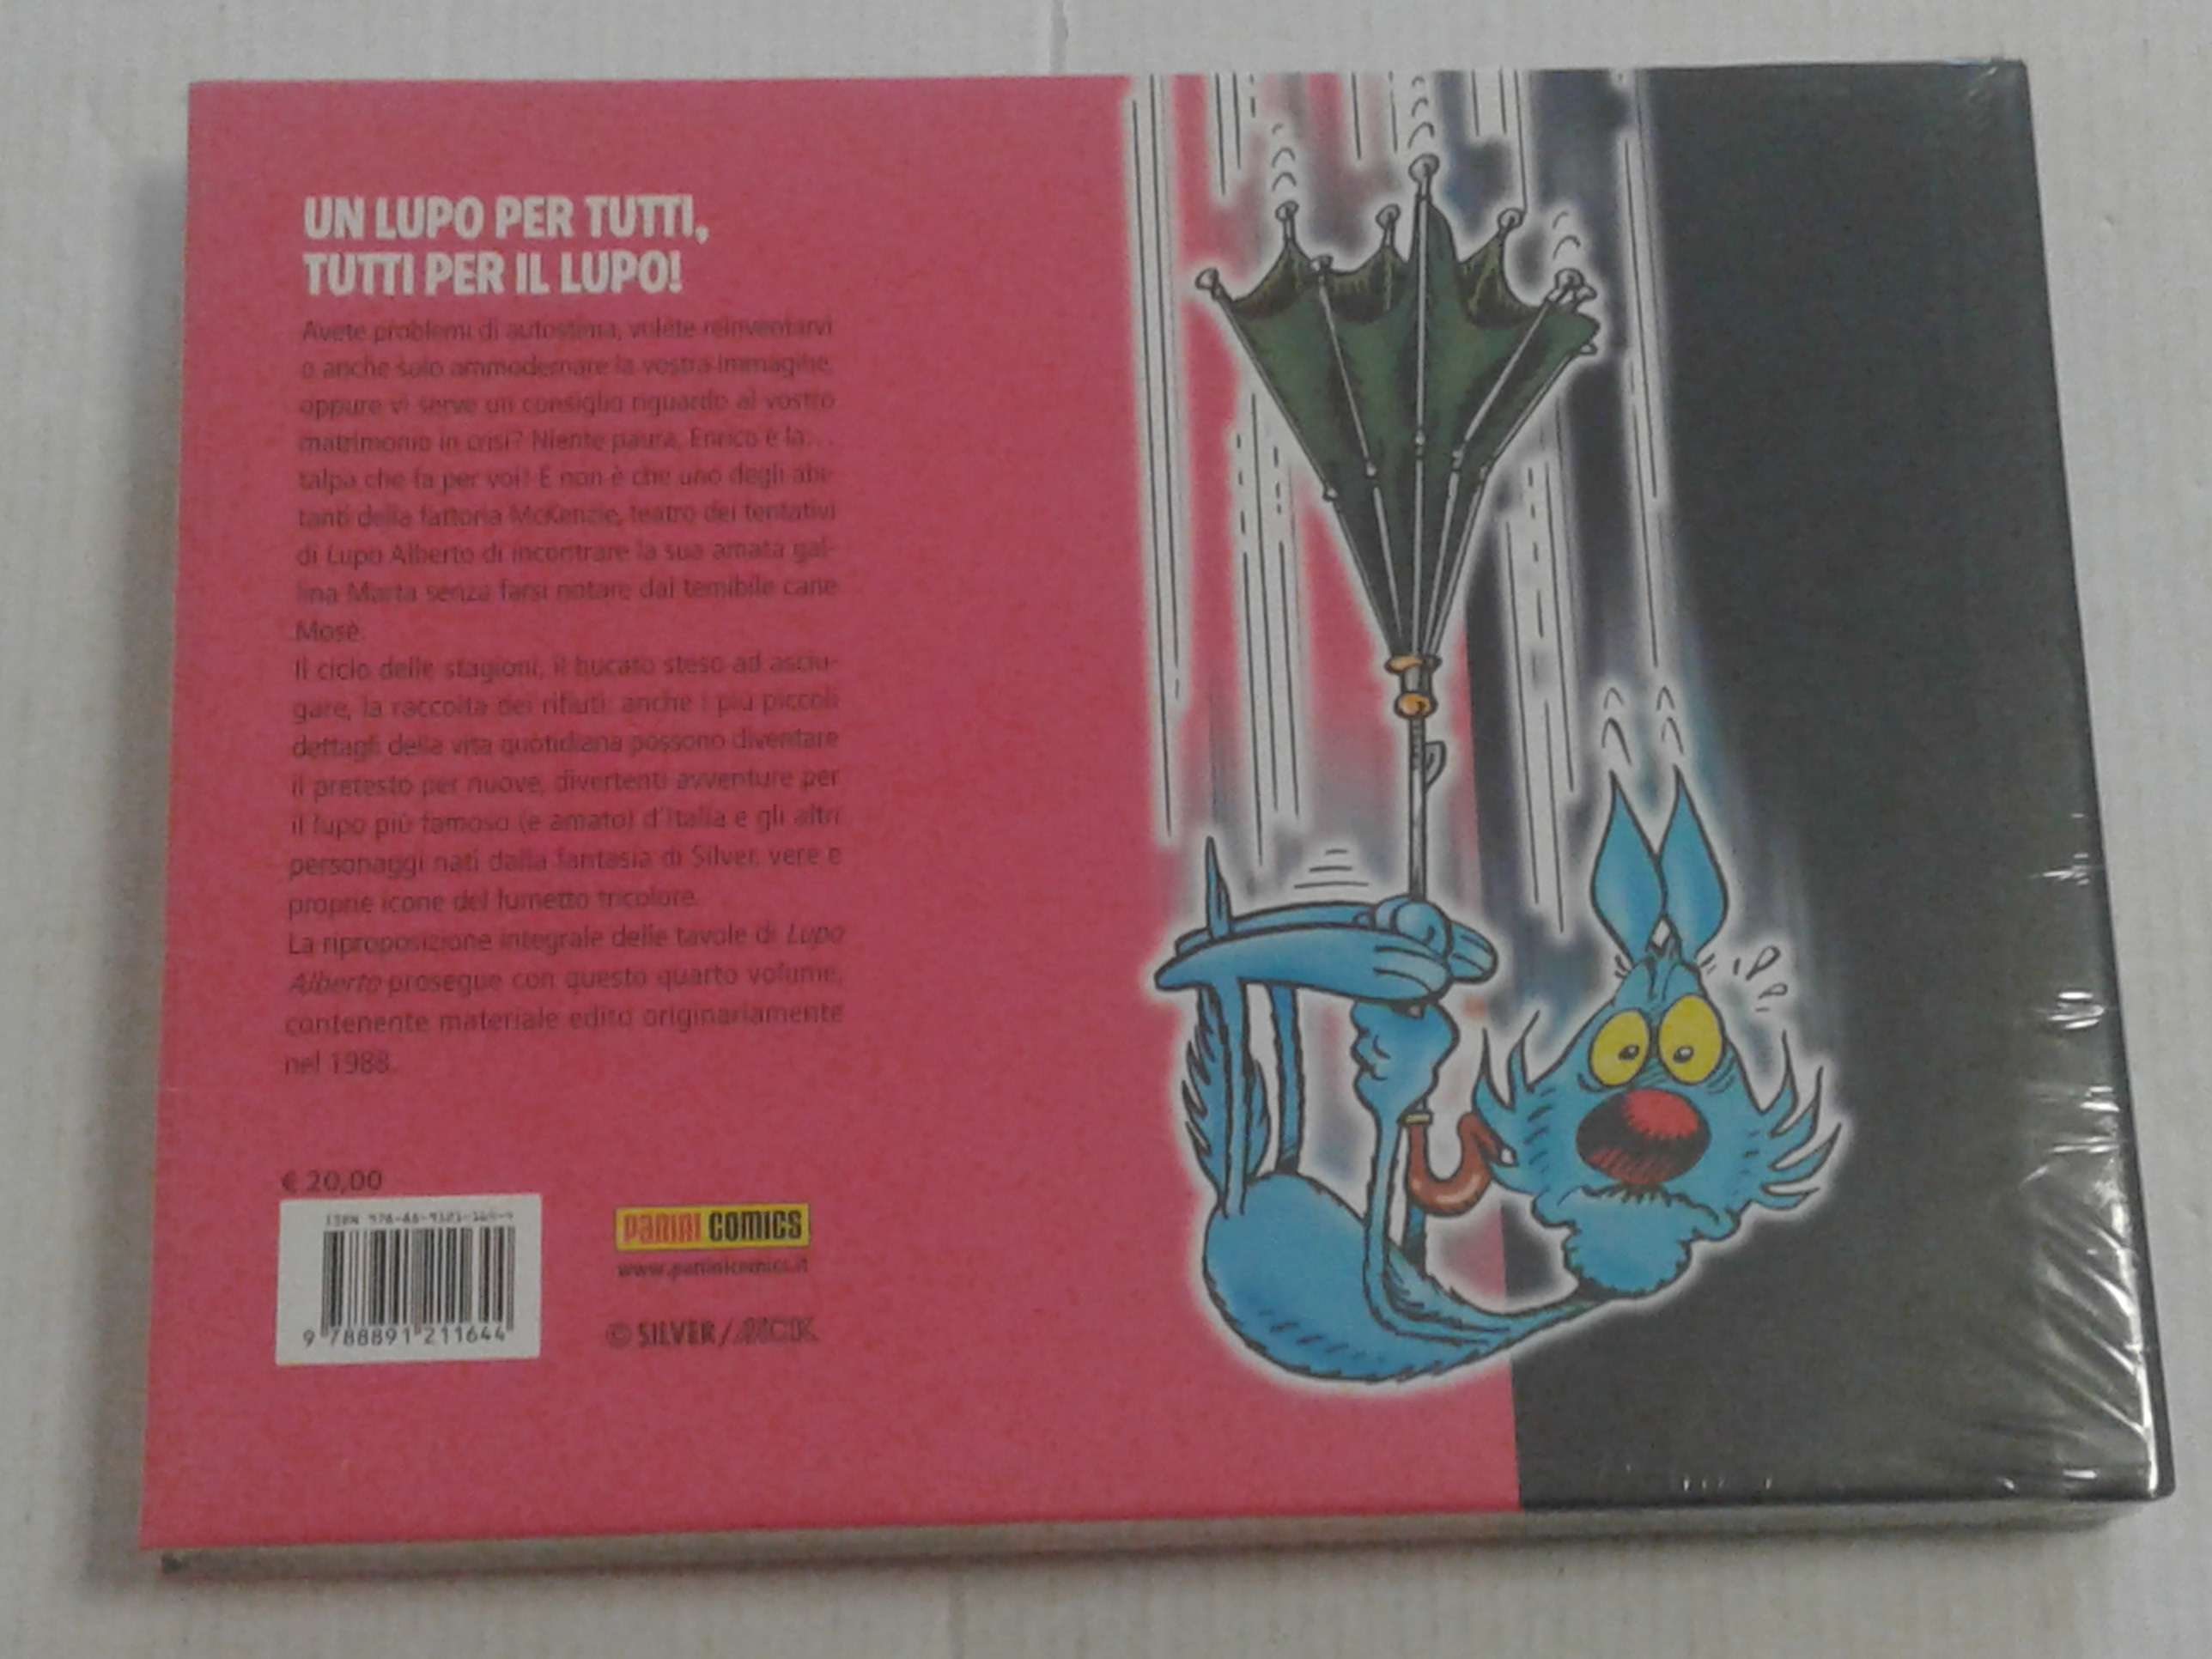 UN LUPO PER TUTTI,
TUTTI PER IL LUPO!
Avete problemi di autostima, volete reinventarvi
o anche solo ammodernare la vostra immagine,
oppure vi serve un consiglio riguardo al vostro
matrimonio in crisi? Niente paura, Enrico è la...
talpa che fa per voi! E non è che uno degli abi-
tanti della fattoria McKenzie, teatro dei tentativi
di Lupo Alberto di incontrare la sua amata gal-
lina Marta senza farsi notare dal temibile cane
Mosè.
Il ciclo delle stagioni, il bucato steso ad asciu-
gare, la raccolta dei rifiuti: anche i più piccoli
dettagli della vita quotidiana possono diventare
il pretesto per nuove, divertenti avventure per
il lupo più famoso (e amato) d'Italia e gli altri
personaggi nati dalla fantasia di Silver, vere e
proprie icone del fumetto tricolore.
La riproposizione integrale delle tavole di Lupo
Alberto prosegue con questo quarto volume,
contenente materiale edito originariamente
nel 1988.
€ 20,00
ISBN 978-88-9121-164-4
9 788891 211644
PANINI COMICS
www.paninicomics.it
© SILVER / MCK